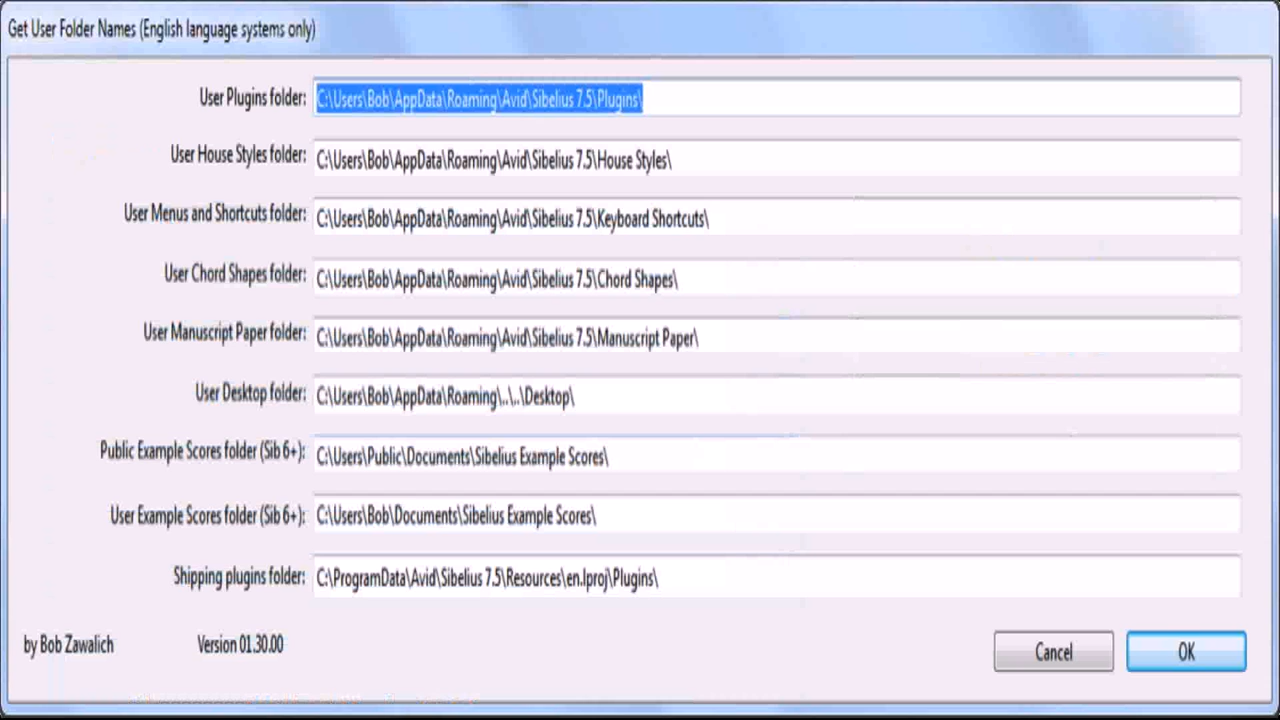 Get User Folder Names (English language systems only)
User Plugins folder: C:\Users\Bob\AppData\Roaming\Avid\Sibelius 7.5\Plugins\
User House Styles folder: C:\Users\Bob\AppData\Roaming\Avid\Sibelius 7.5\House Styles\
User Menus and Shortcuts folder: C:\Users\Bob\AppData\Roaming\Avid\Sibelius 7.5\Keyboard Shortcuts\
User Chord Shapes folder: C:\Users\Bob\AppData\Roaming\Avid\Sibelius 7.5\Chord Shapes\
User Manuscript Paper folder: C:\Users\Bob\AppData\Roaming\Avid\Sibelius 7.5\Manuscript Paper\
User Desktop folder: C:\Users\Bob\AppData\Roaming\..\..\Desktop\
Public Example Scores folder (Sib 6+): C:\Users\Public\Documents\Sibelius Example Scores\
User Example Scores folder (Sib 6+): C:\Users\Bob\Documents\Sibelius Example Scores\
Shipping plugins folder: C:\ProgramData\Avid\Sibelius 7.5\Resources\en.lproj\Plugins\
by Bob Zawalich Version 01.30.00
Cancel OK